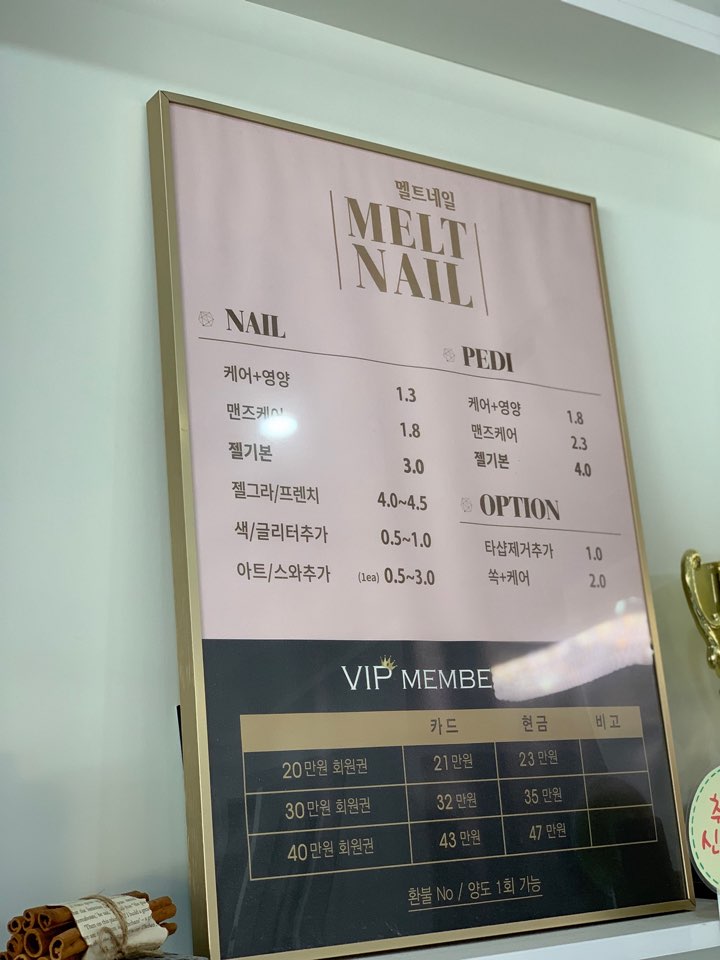 멜트네일
MELT
NAIL
NAIL
케어+영양 1.3
맨즈케어 1.8
젤기본 3.0
젤그라/프렌치 4.0~4.5
색/글리터추가 0.5~1.0
아트/스와추가 (1ea) 0.5~3.0
PEDI
케어+영양 1.8
맨즈케어 2.3
젤기본 4.0
OPTION
타샵제거추가 1.0
쏙+케어 2.0
VIP
카드 현금 비고
20만원 회원권 21만원 23만원
30만원 회원권 32만원 35만원
40만원 회원권 43만원 47만원
환불 No / 양도 1회 가능